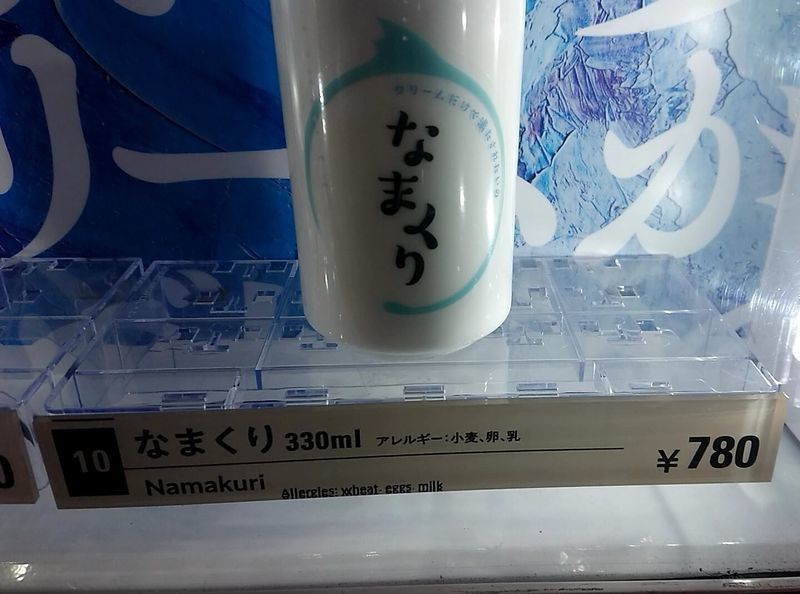 なまくり
10
なまくり 330ml アレルギー:小麦、卵、乳
¥780
Namakuri Allergies: wheat, eggs, milk